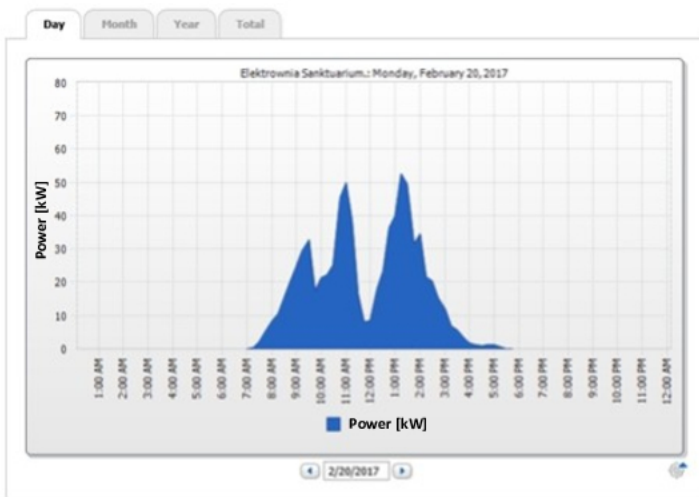 Day Month Year Total
Elektrownia Sanktuarium.: Monday, February 20, 2017
80
70
60
50
40
30
20
10
0
Power [kW]
1:00 AM 2:00 AM 3:00 AM 4:00 AM 5:00 AM 6:00 AM 7:00 AM 8:00 AM 9:00 AM 10:00 AM 11:00 AM 12:00 PM 1:00 PM 2:00 PM 3:00 PM 4:00 PM 5:00 PM 6:00 PM 7:00 PM 8:00 PM 9:00 PM 10:00 PM 11:00 PM 12:00 AM
Power [kW]
2/20/2017